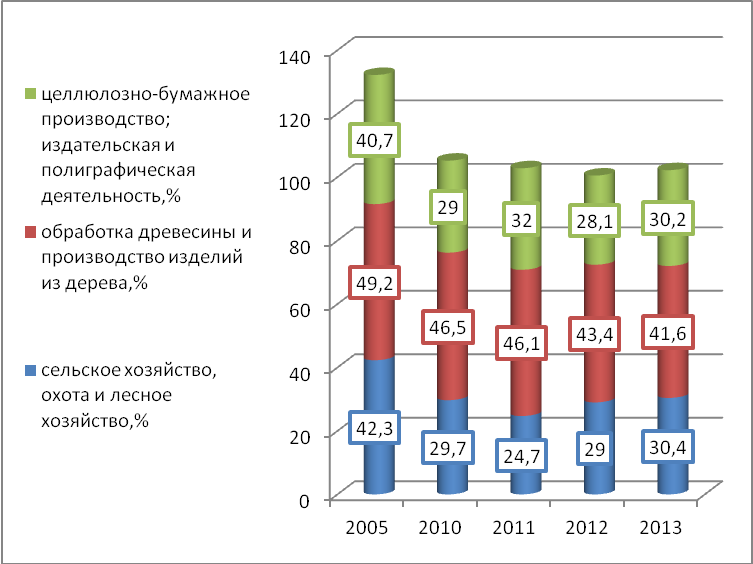 целлюлозно-бумажное
производство;
издательская и
полиграфическая
деятельность,%
обработка древесины и
производство изделий
из дерева,%
сельское хозяйство,
охота и лесное
хозяйство,%
140
120
100
80
60
40
20
0
40,7
29
32
28,1
30,2
49,2
46,5
46,1
43,4
41,6
42,3
29,7
24,7
29
30,4
2005
2010
2011
2012
2013